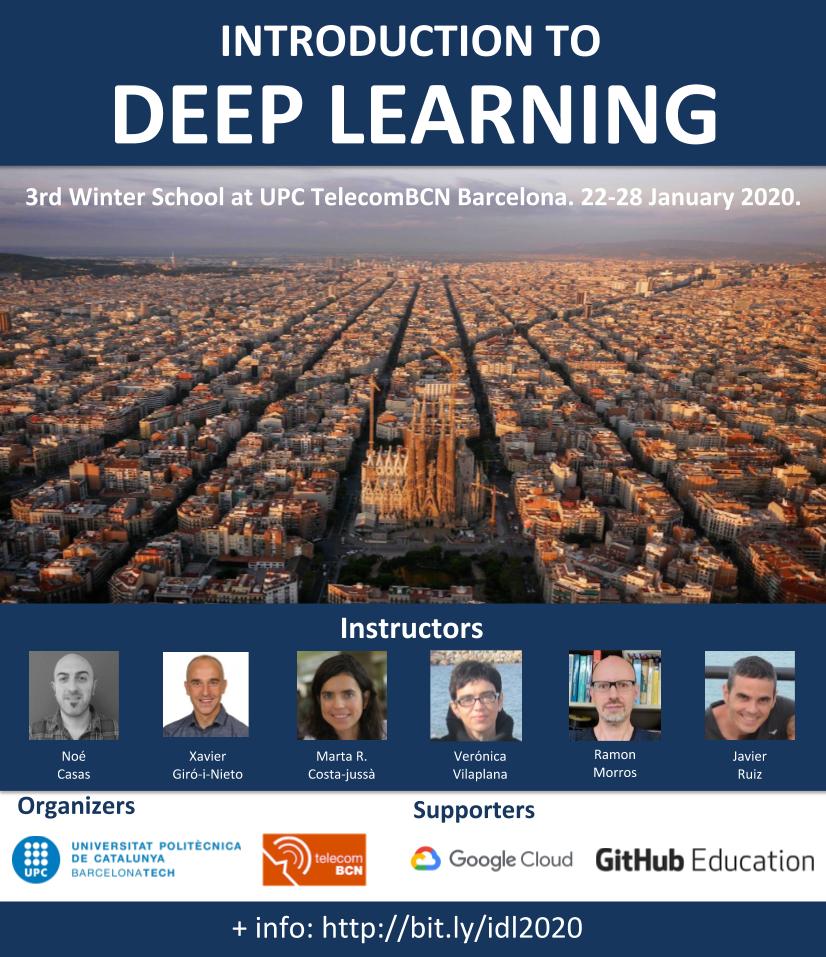 INTRODUCTION TO
DEEP LEARNING
3rd Winter School at UPC TelecomBCN Barcelona. 22-28 January 2020.
Instructors
Noé
Casas
Xavier
Giró-i-Nieto
Marta R.
Costa-jussà
Verónica
Vilaplana
Ramon
Morros
Javier
Ruiz
Organizers
UPC
UNIVERSITAT POLITÈCNICA
DE CATALUNYA
BARCELONATECH
telecom
BCN
Supporters
Google Cloud
GitHub Education
+ info: http://bit.ly/idl2020